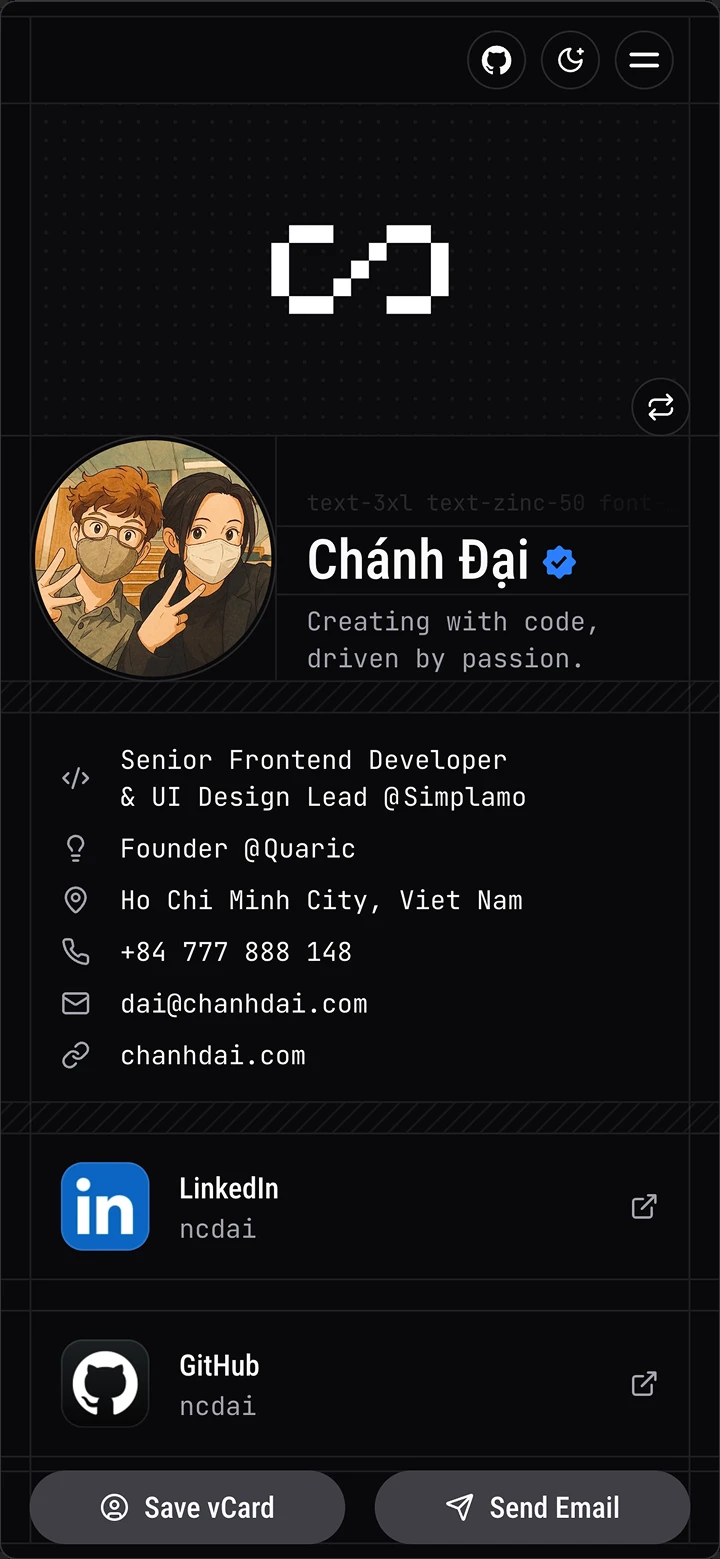 text-3xl text-zinc-50 font-
Chánh Đại
Creating with code,
driven by passion.
Senior Frontend Developer
& UI Design Lead @Simplamo
Founder @Quaric
Ho Chi Minh City, Viet Nam
+84 777 888 148
dai@chanhdai.com
chanhdai.com
in
LinkedIn
ncdai
GitHub
ncdai
Save vCard
Send Email